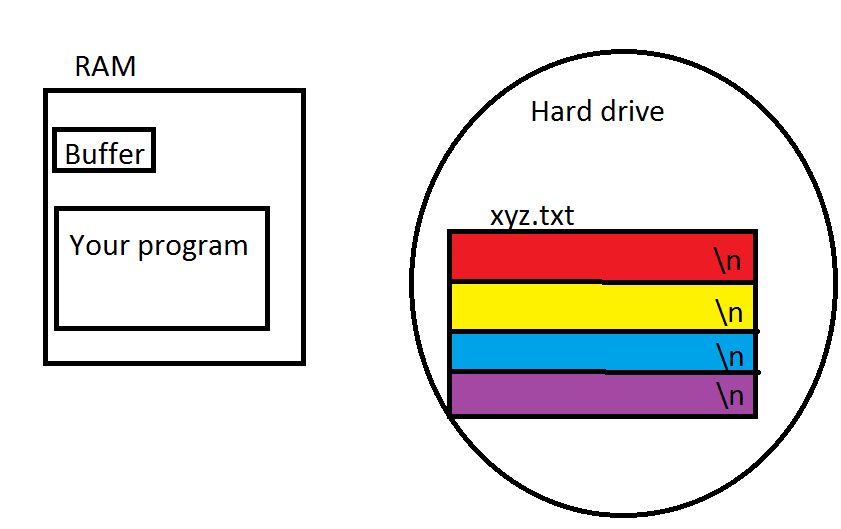 RAM
Buffer
Your program
Hard drive
xyz.txt
\n
\n
\n
\n